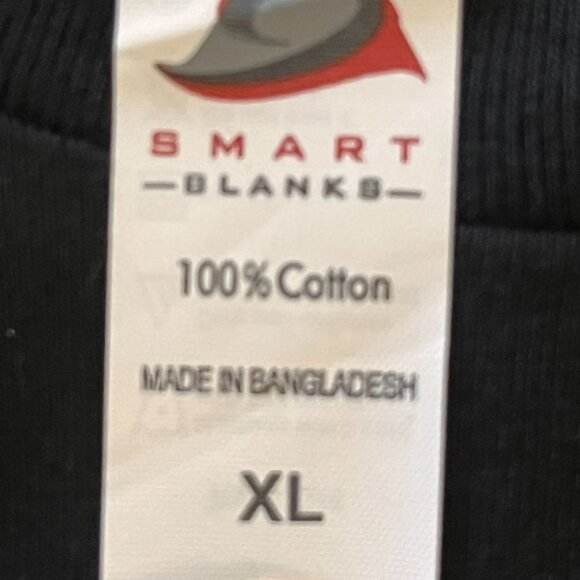 SMART
BLANKS
100% Cotton
MADE IN BANGLADESH
XL